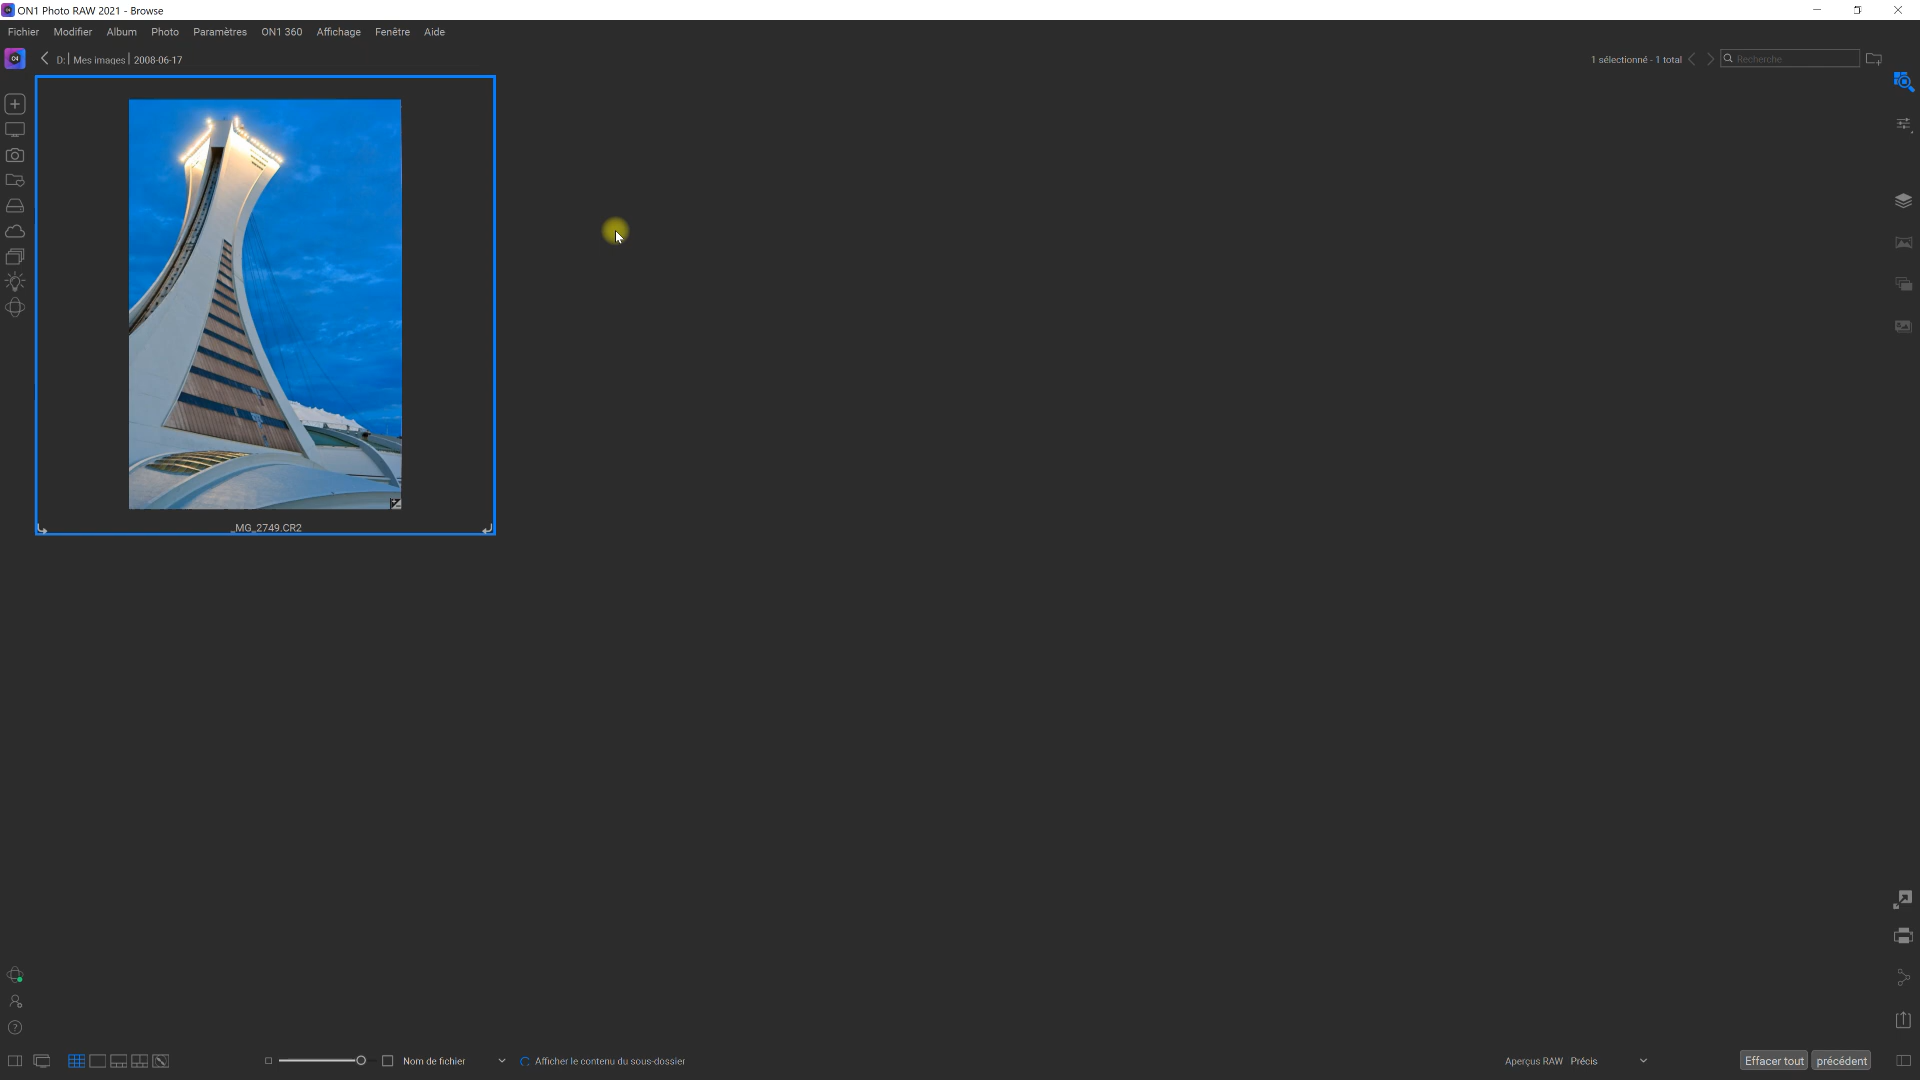 ON1 Photo RAW 2021 - Browse
Fichier Modifier Album Photo Paramètres ON1 360 Affichage Fenêtre Aide
D: Mes images 2008-06-17
1 sélectionné - 1 total
Recherche
_MG_2749.CR2
Nom de fichier
Afficher le contenu du sous-dossier
Aperçus RAW Précis
Effacer tout
précédent